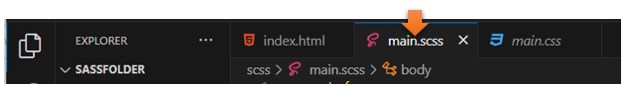 EXPLORER ··· index.html main.scss × main.css
SASSFOLDER scss > main.scss > body